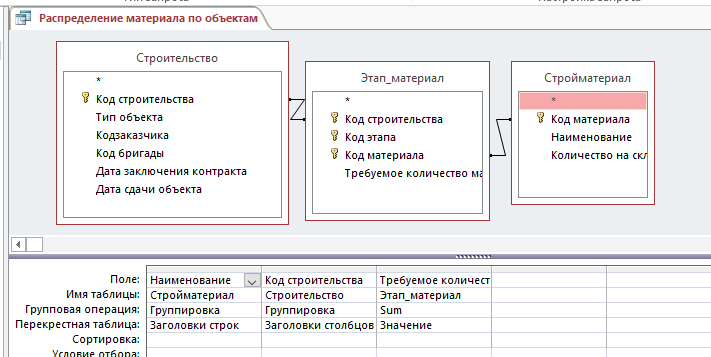 Распределение материала по объектам
Строительство
*
Код строительства
Тип объекта
Кодзаказчика
Код бригады
Дата заключения контракта
Дата сдачи объекта
Этап_материал
*
Код строительства
Код этапа
Код материала
Требуемое количество ма
Стройматериал
*
Код материала
Наименование
Количество на скл
Поле: Наименование Код строительства Требуемое количест
Имя таблицы: Стройматериал Строительство Этап_материал
Групповая операция: Группировка Группировка Sum
Перекрестная таблица: Заголовки строк Заголовки столбцов Значение
Сортировка:
Условие отбора: